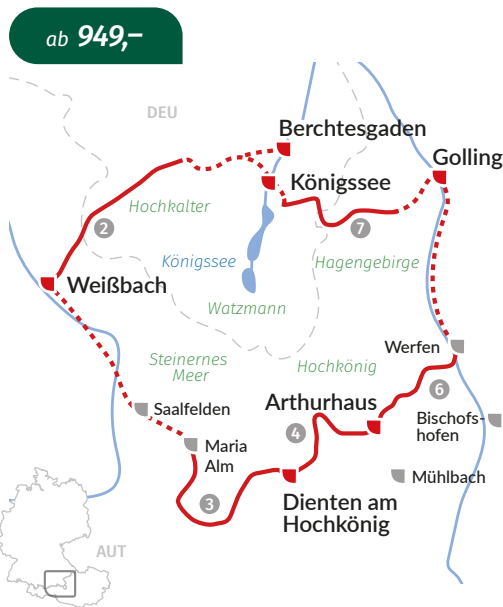 ab 949,–
DEU
Berchtesgaden
Golling
Königssee
Hochkalter
2
7
Königssee
Hagengebirge
Weißbach
Watzmann
Werfen
Steinernes
Meer
Hochkönig
6
Arthurhaus
Saalfelden
Bischofs-
hofen
4
Maria
Alm
Mühlbach
3
Dienten am
Hochkönig
AUT